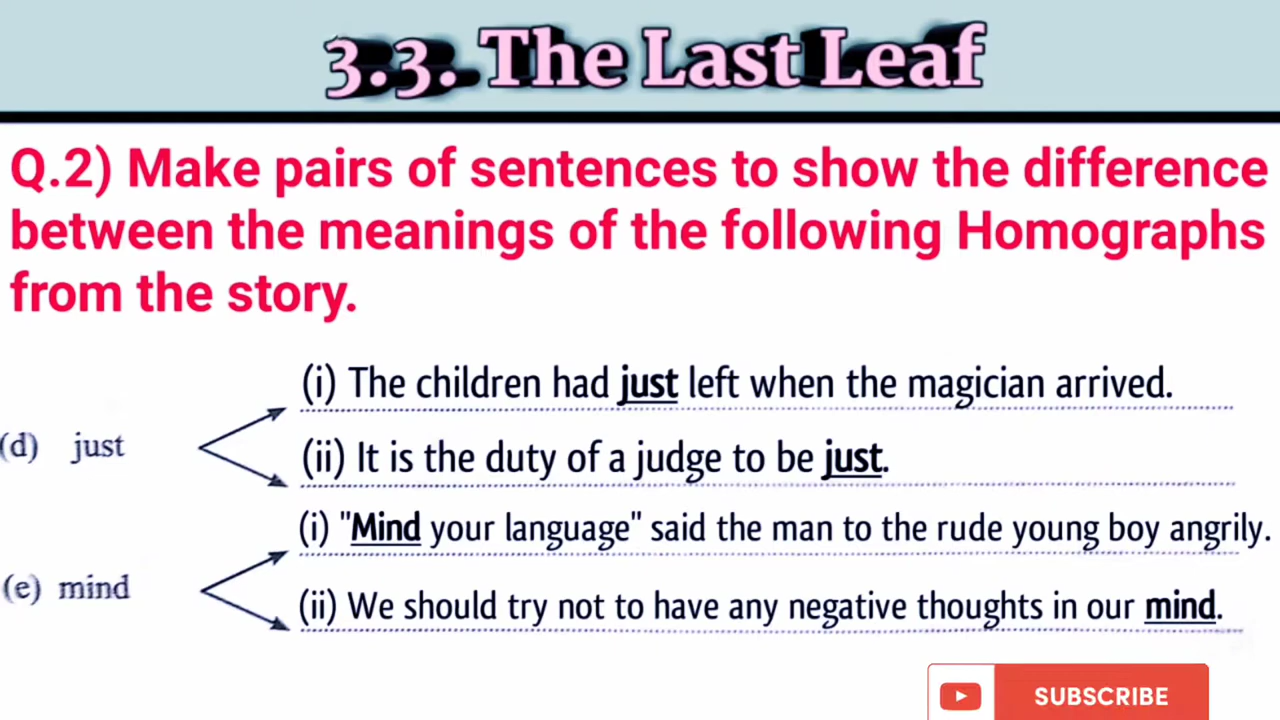 3.3. The Last Leaf
Q.2) Make pairs of sentences to show the difference
between the meanings of the following Homographs
from the story.
(d) just
(i) The children had just left when the magician arrived.
(ii) It is the duty of a judge to be just.
(e) mind
(i) "Mind your language" said the man to the rude young boy angrily.
(ii) We should try not to have any negative thoughts in our mind.
SUBSCRIBE